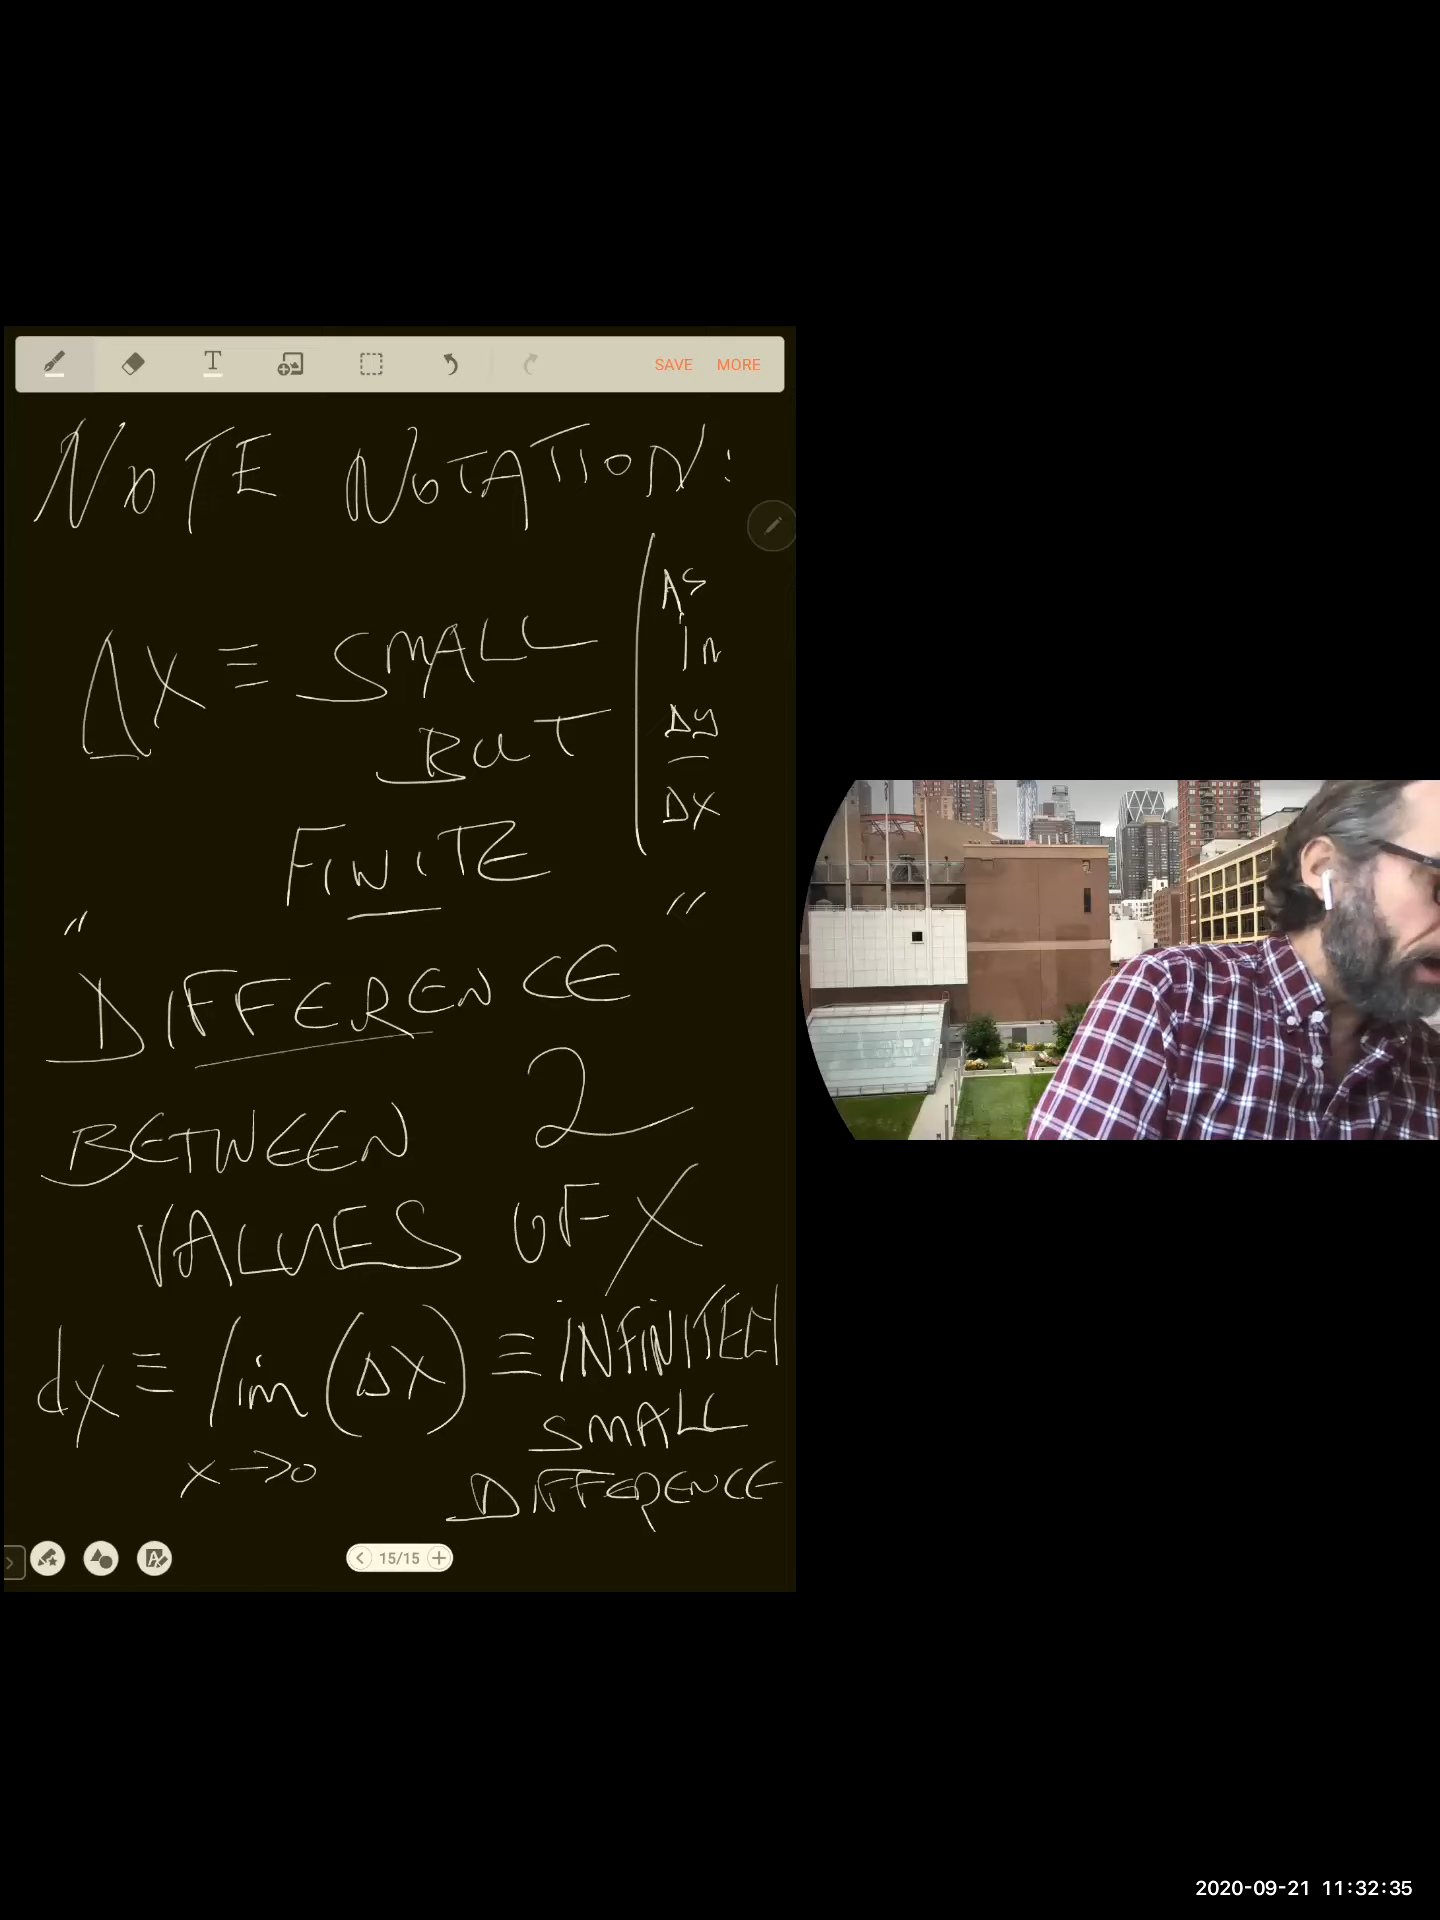 SAVE MORE
NOTE NOTATION:
ΔX ≡ SMALL
BUT
FINITE
AS
In
Δy
ΔX
" "
DIFFERENCE
BETWEEN 2
VALUES OF X
dx ≡ lim (ΔX) ≡ INFINITELY
x → 0
SMALL
DIFFERENCE
15/15
2020-09-21 11:32:35